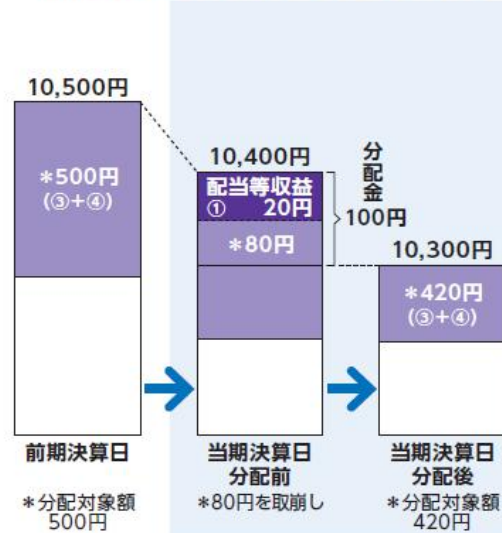 10,500円
＊500円
(③+④)
前期決算日
＊分配対象額
500円
10,400円
配当等収益
① 20円
＊80円
分配金
100円
当期決算日
分配前
＊80円を取崩し
10,300円
＊420円
(③+④)
当期決算日
分配後
＊分配対象額
420円